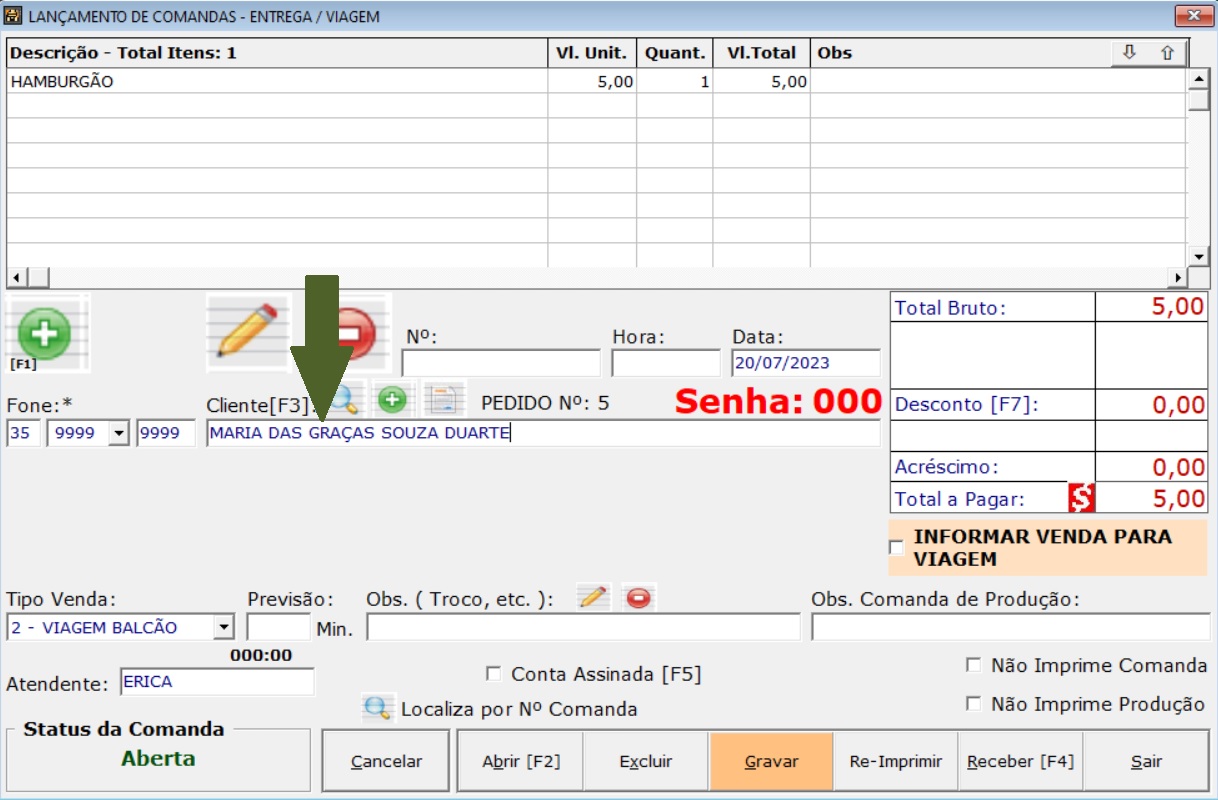 LANÇAMENTO DE COMANDAS - ENTREGA / VIAGEM
Descrição - Total Itens: 1 Vl. Unit. Quant. Vl.Total Obs
HAMBURGÃO 5,00 1 5,00
[F1]
Nº: Hora: Data:
20/07/2023
Fone:* Cliente[F3]: PEDIDO Nº: 5 Senha: 000
35 9999 9999 MARIA DAS GRAÇAS SOUZA DUARTE
Total Bruto: 5,00
Desconto [F7]: 0,00
Acréscimo: 0,00
Total a Pagar: $ 5,00
INFORMAR VENDA PARA
VIAGEM
Tipo Venda: Previsão: Obs. ( Troco, etc. ): Obs. Comanda de Produção:
2 - VIAGEM BALCÃO Min.
000:00
Atendente: ERICA
Conta Assinada [F5]
Não Imprime Comanda
Localiza por Nº Comanda
Não Imprime Produção
Status da Comanda
Aberta
Cancelar Abrir [F2] Excluir Gravar Re-Imprimir Receber [F4] Sair